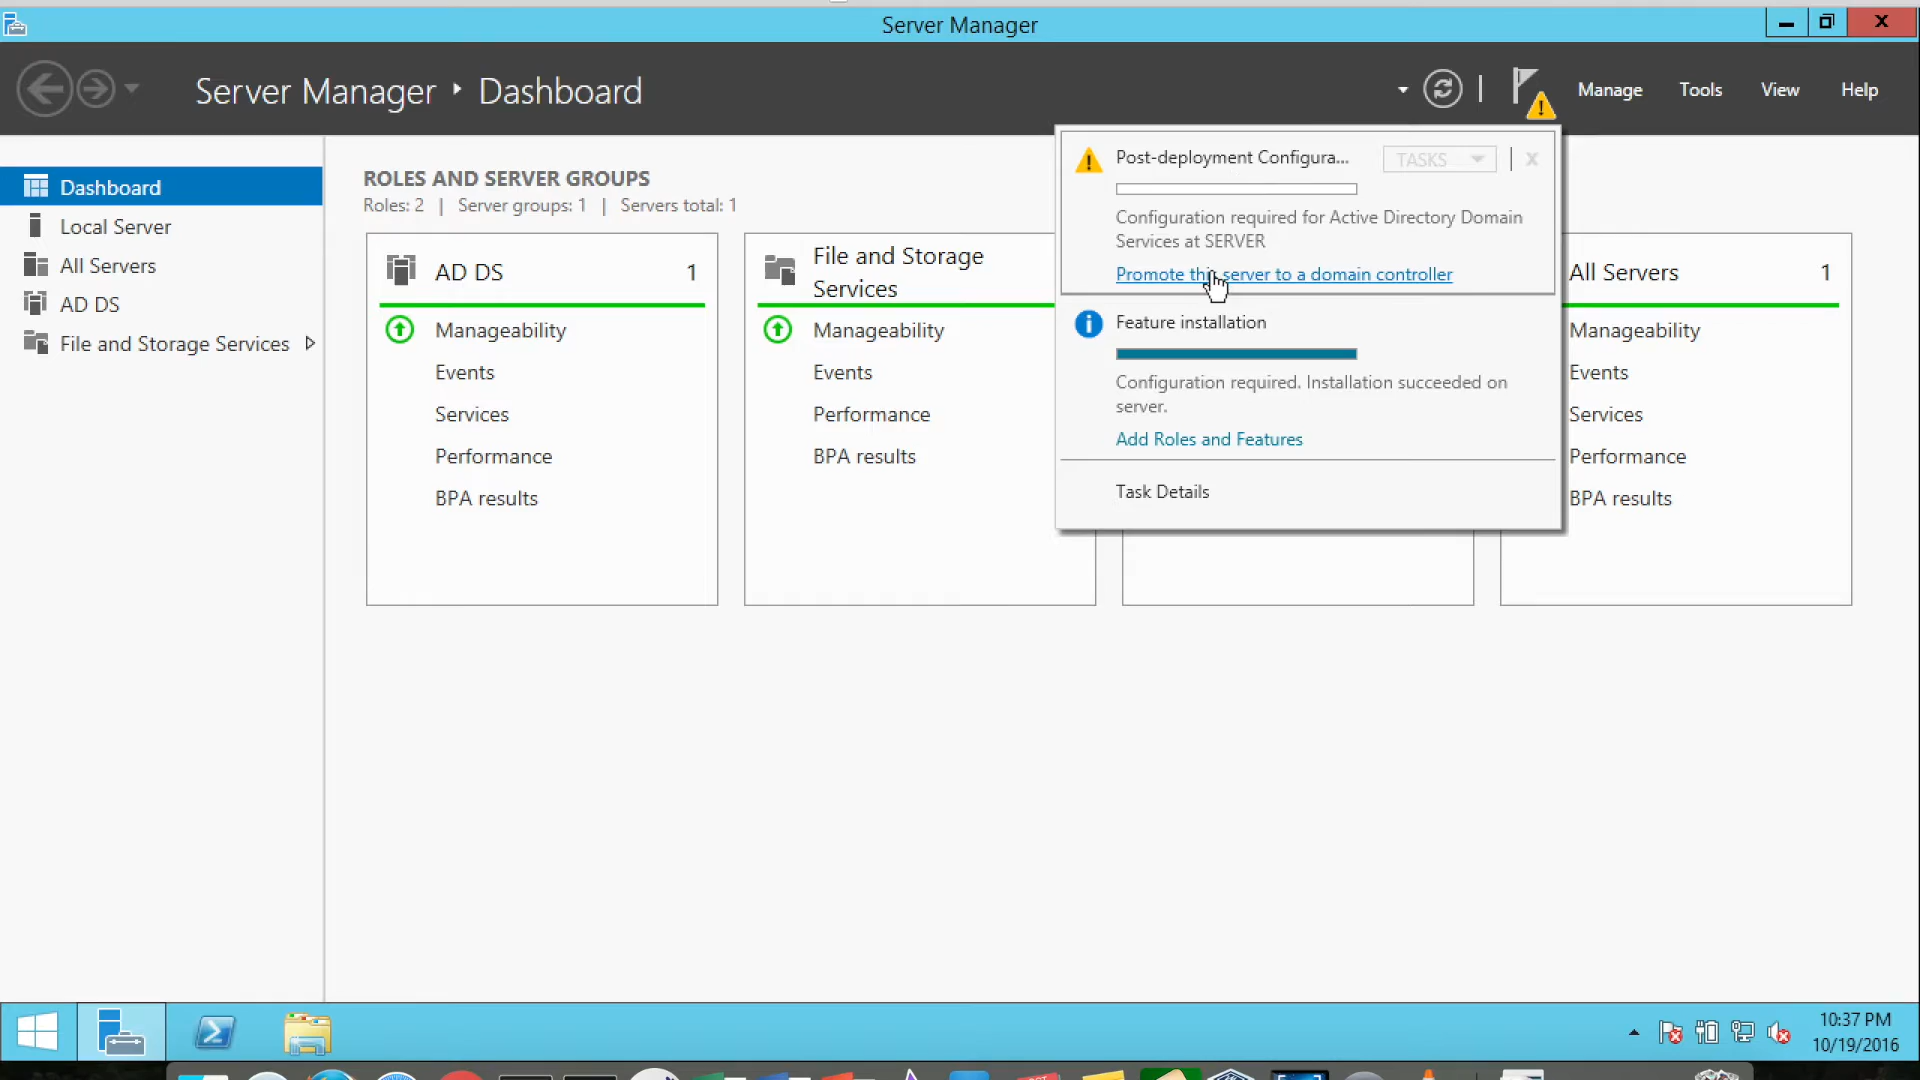 Server Manager
Server Manager Dashboard
Manage Tools View Help
Dashboard
Local Server
All Servers
AD DS
File and Storage Services
ROLES AND SERVER GROUPS
Roles: 2 | Server groups: 1 | Servers total: 1
AD DS 1
Manageability
Events
Services
Performance
BPA results
File and Storage
Services
Manageability
Events
Performance
BPA results
Post-deployment Configura...
TASKS
Configuration required for Active Directory Domain
Services at SERVER
Promote this server to a domain controller
Feature installation
Configuration required. Installation succeeded on
server.
Add Roles and Features
Task Details
All Servers 1
Manageability
Events
Services
Performance
BPA results
10:37 PM
10/19/2016